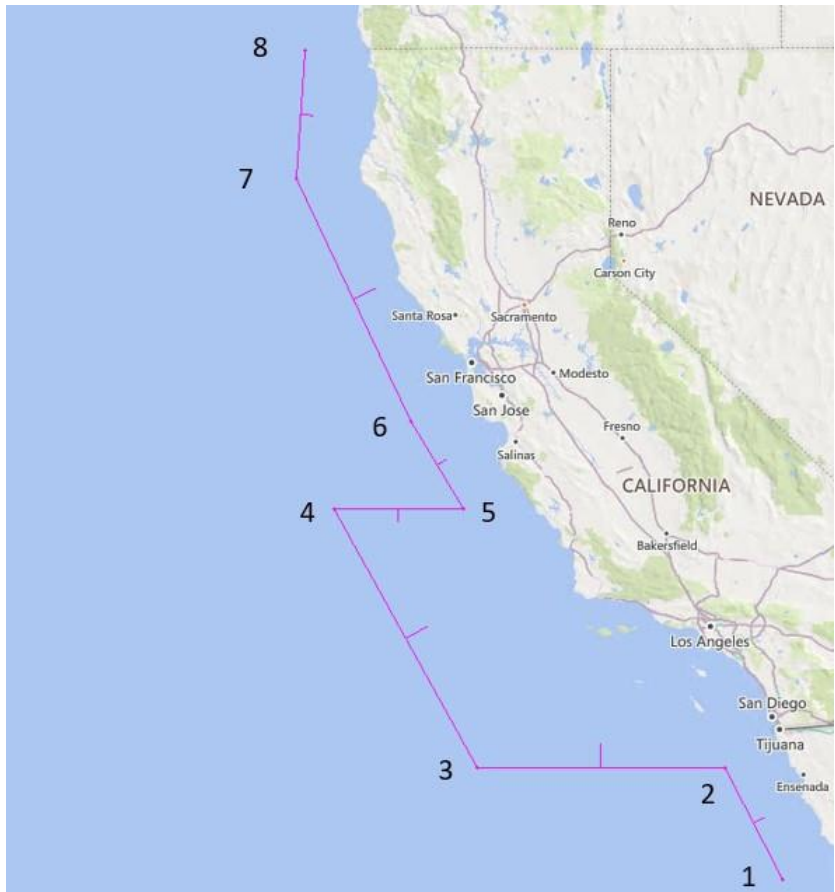 8
7
NEVADA
Reno
Carson City
Santa Rosa
Sacramento
San Francisco
Modesto
San Jose
6
Fresno
Salinas
CALIFORNIA
4
5
Bakersfield
Los Angeles
San Diego
Tijuana
3
2
Ensenada
1